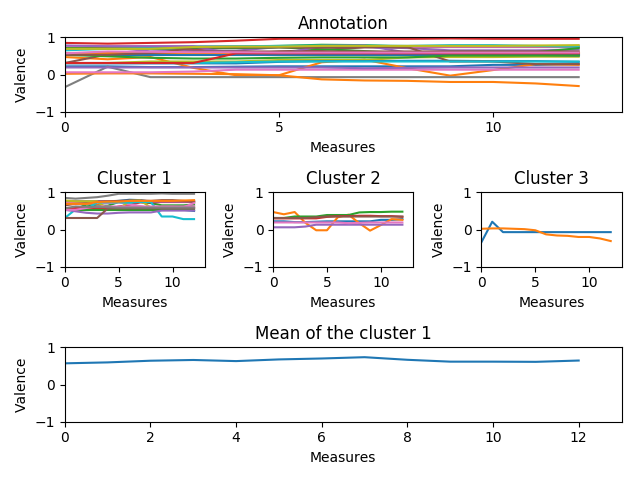 Annotation
Valence
1
0
−1
0 5 10
Measures
Cluster 1 Cluster 2 Cluster 3
Valence Valence Valence
1 1 1
0 0 0
−1 −1 −1
0 5 10 0 5 10 0 5 10
Measures Measures Measures
Mean of the cluster 1
Valence
1
0
−1
0 2 4 6 8 10 12
Measures